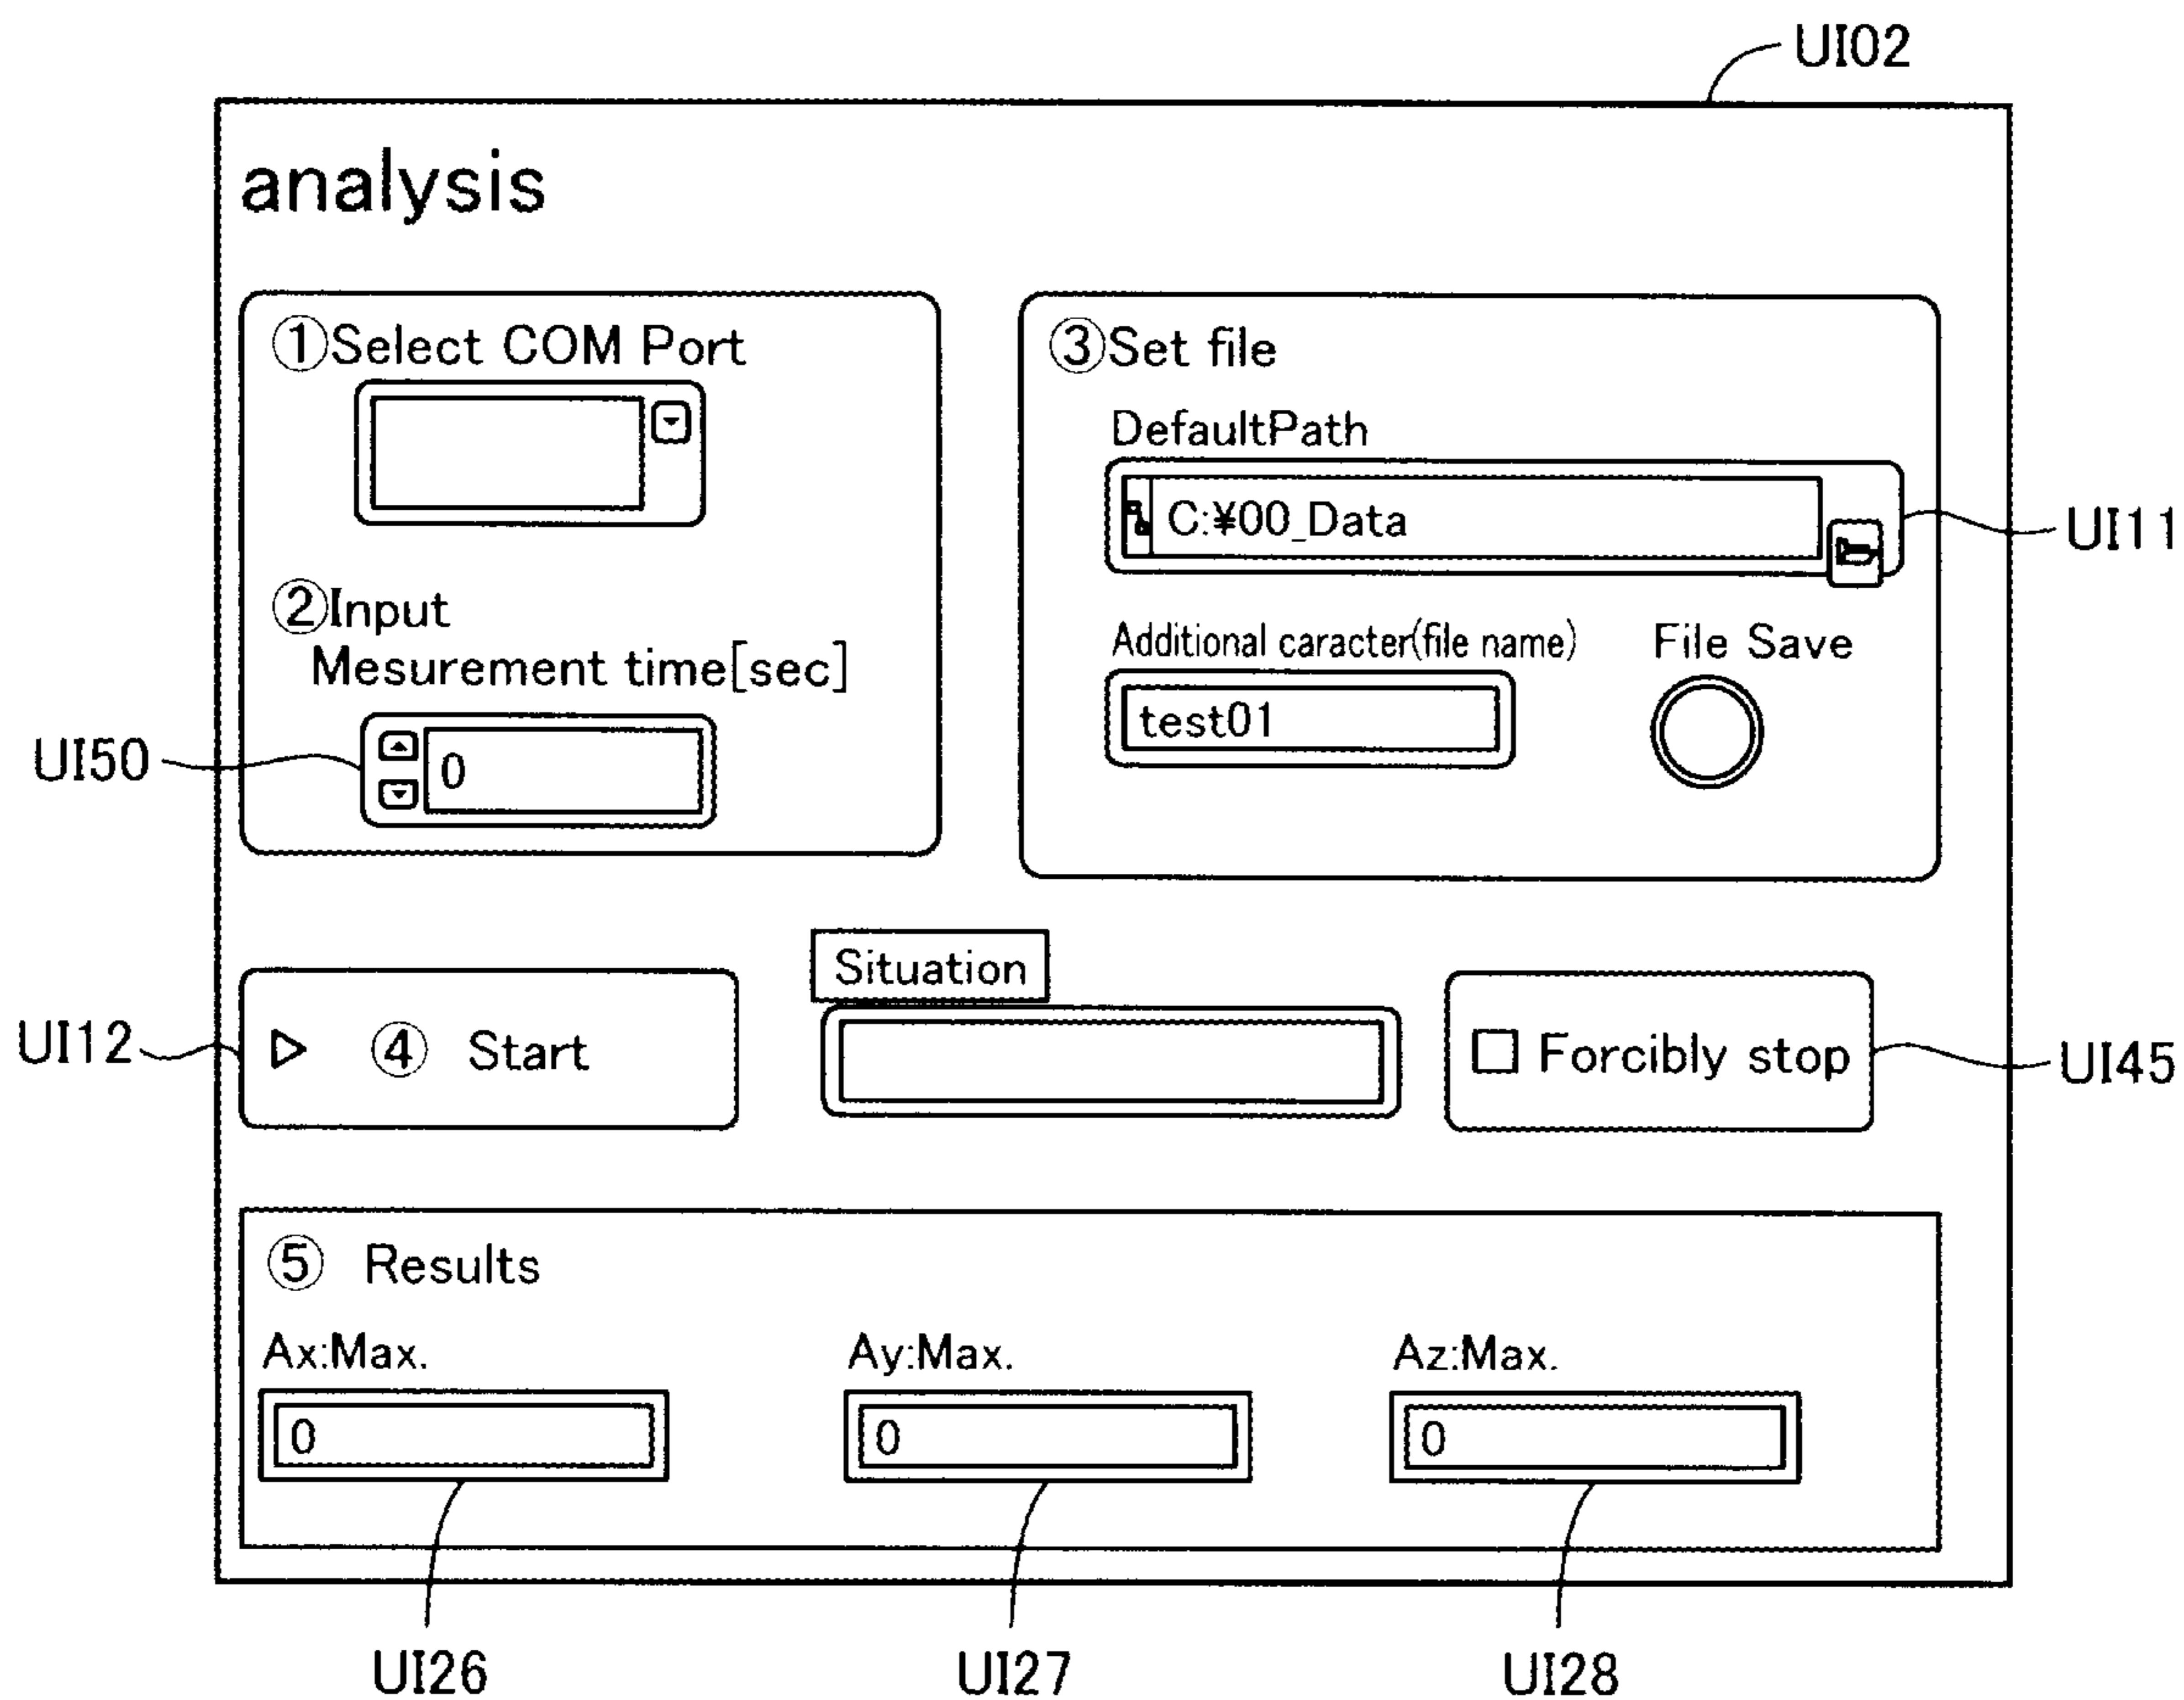 UI02
analysis
①Select COM Port
②Input
Mesurement time[sec]
UI50
0
③Set file
DefaultPath
C:¥00_Data
UI11
Additional caracter(file name)
File Save
test01
UI12
④ Start
Situation
Forcibly stop
UI45
⑤ Results
Ax:Max.
Ay:Max.
Az:Max.
0
0
0
UI26
UI27
UI28